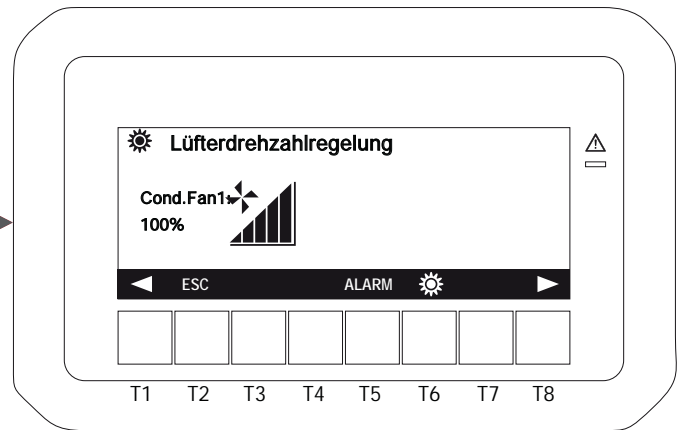 Lüfterdrehzahlregelung
Cond.Fan1:
100%
ESC ALARM
T1 T2 T3 T4 T5 T6 T7 T8